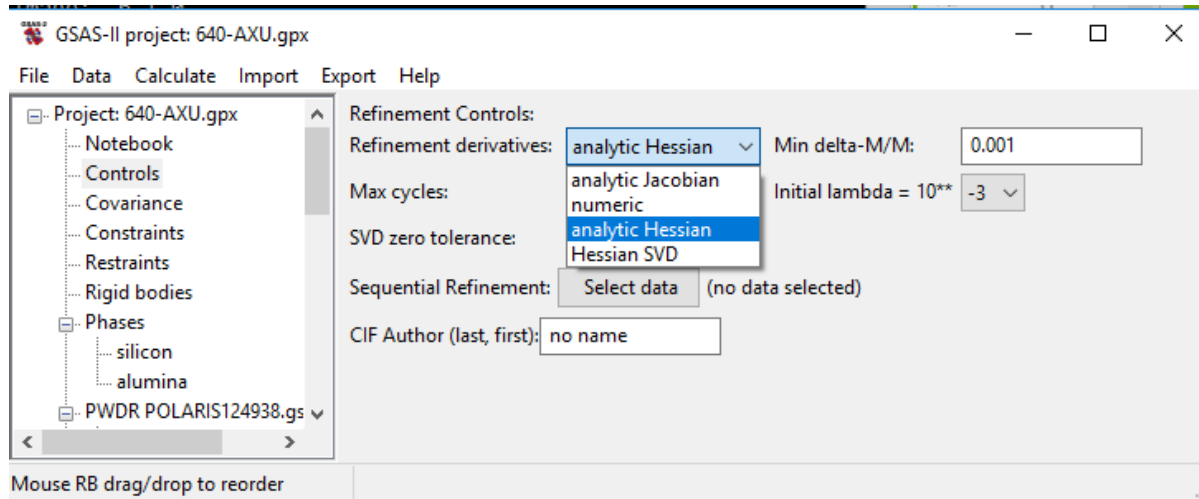 GSAS-II project: 640-AXU.gpx
File Data Calculate Import Export Help
Project: 640-AXU.gpx
Notebook
Controls
Covariance
Constraints
Restraints
Rigid bodies
Phases
silicon
alumina
PWDR POLARIS124938.gs
Refinement Controls:
Refinement derivatives: analytic Hessian Min delta-M/M: 0.001
analytic Jacobian
numeric
analytic Hessian
Hessian SVD
Max cycles: Initial lambda = 10** -3
SVD zero tolerance:
Sequential Refinement: Select data (no data selected)
CIF Author (last, first): no name
Mouse RB drag/drop to reorder